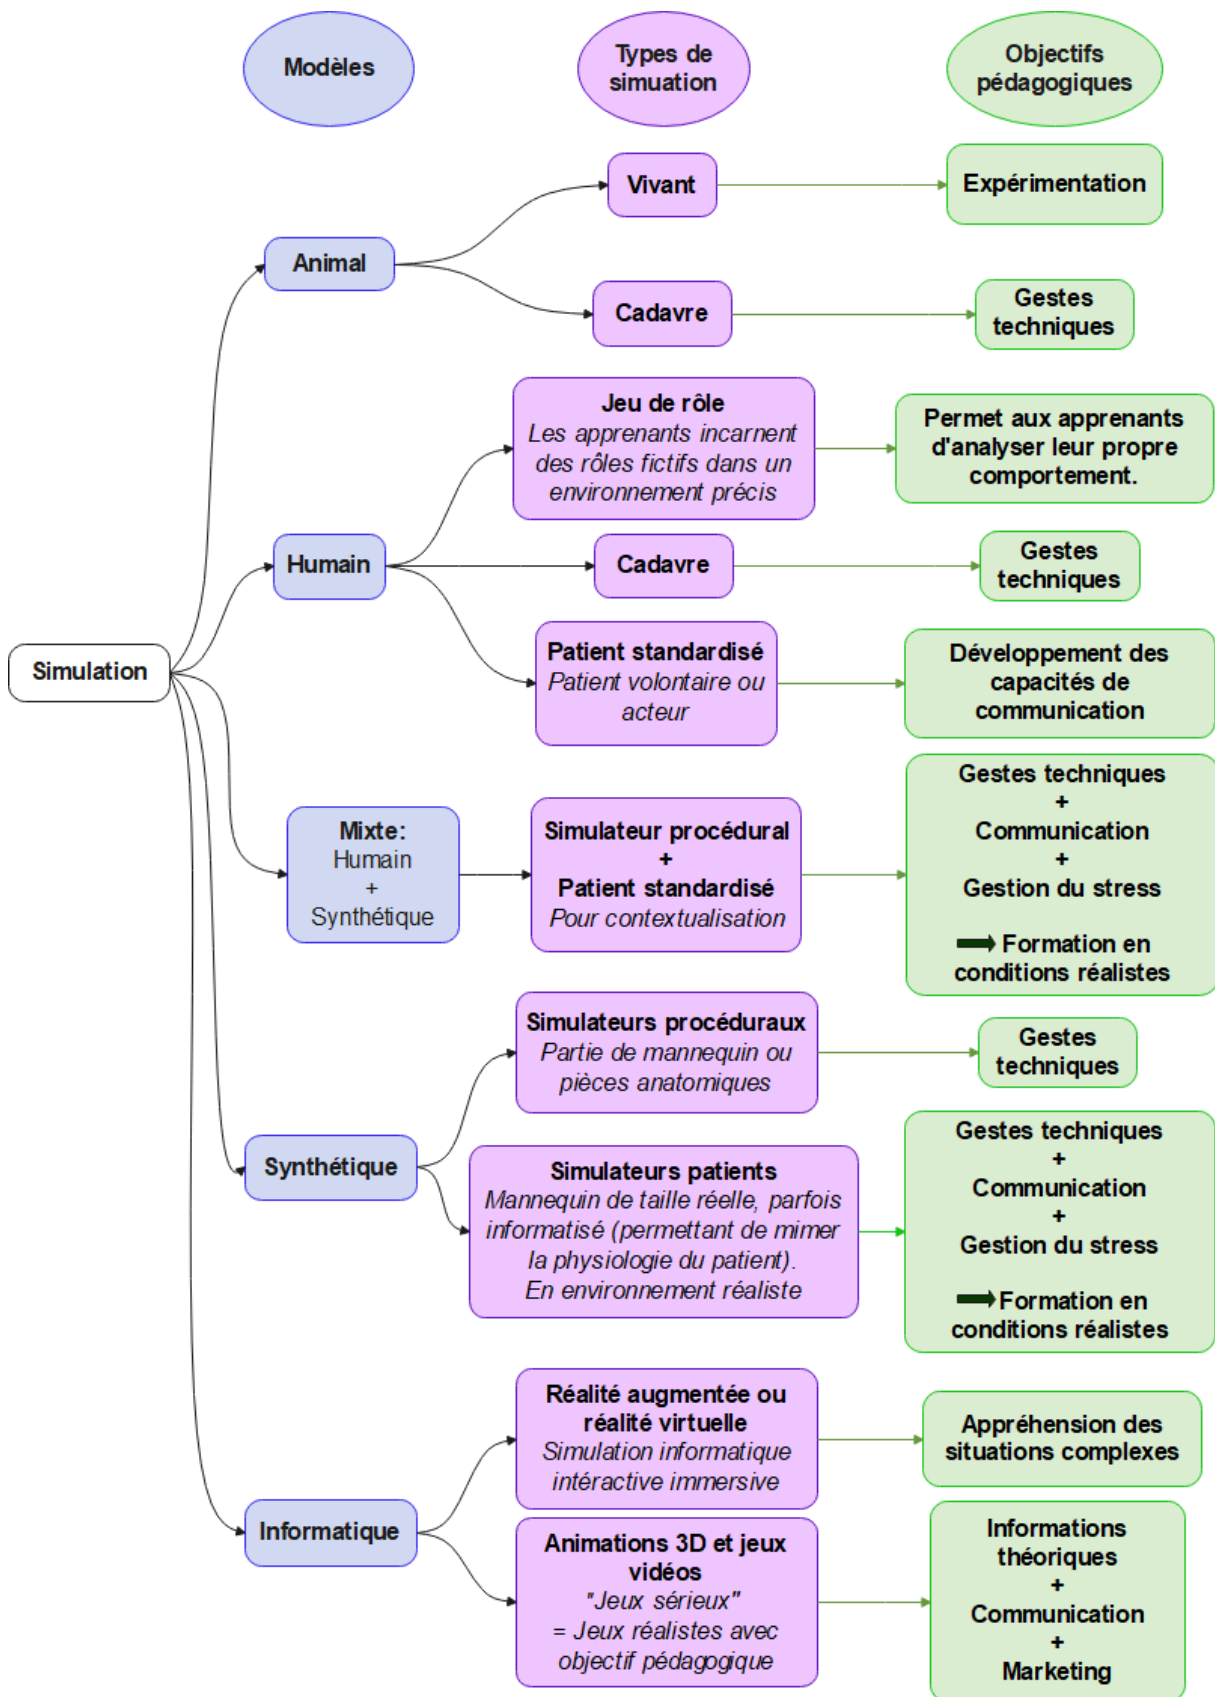 Modèles
Types de
simuation
Objectifs
pédagogiques
Vivant
Expérimentation
Animal
Cadavre
Gestes
techniques
Jeu de rôle
Les apprenants incarnent
des rôles fictifs dans un
environnement précis
Permet aux apprenants
d'analyser leur propre
comportement.
Humain
Cadavre
Gestes
techniques
Simulation
Patient standardisé
Patient volontaire ou
acteur
Développement des
capacités de
communication
Mixte:
Humain
+
Synthétique
Simulateur procédural
+
Patient standardisé
Pour contextualisation
Gestes techniques
+
Communication
+
Gestion du stress
Formation en
conditions réalistes
Simulateurs procéduraux
Partie de mannequin ou
pièces anatomiques
Gestes
techniques
Synthétique
Simulateurs patients
Mannequin de taille réelle, parfois
informatisé (permettant de mimer
la physiologie du patient).
En environnement réaliste
Gestes techniques
+
Communication
+
Gestion du stress
Formation en
conditions réalistes
Réalité augmentée ou
réalité virtuelle
Simulation informatique
intéractive immersive
Appréhension des
situations complexes
Informatique
Animations 3D et jeux
vidéos
"Jeux sérieux"
= Jeux réalistes avec
objectif pédagogique
Informations
théoriques
+
Communication
+
Marketing